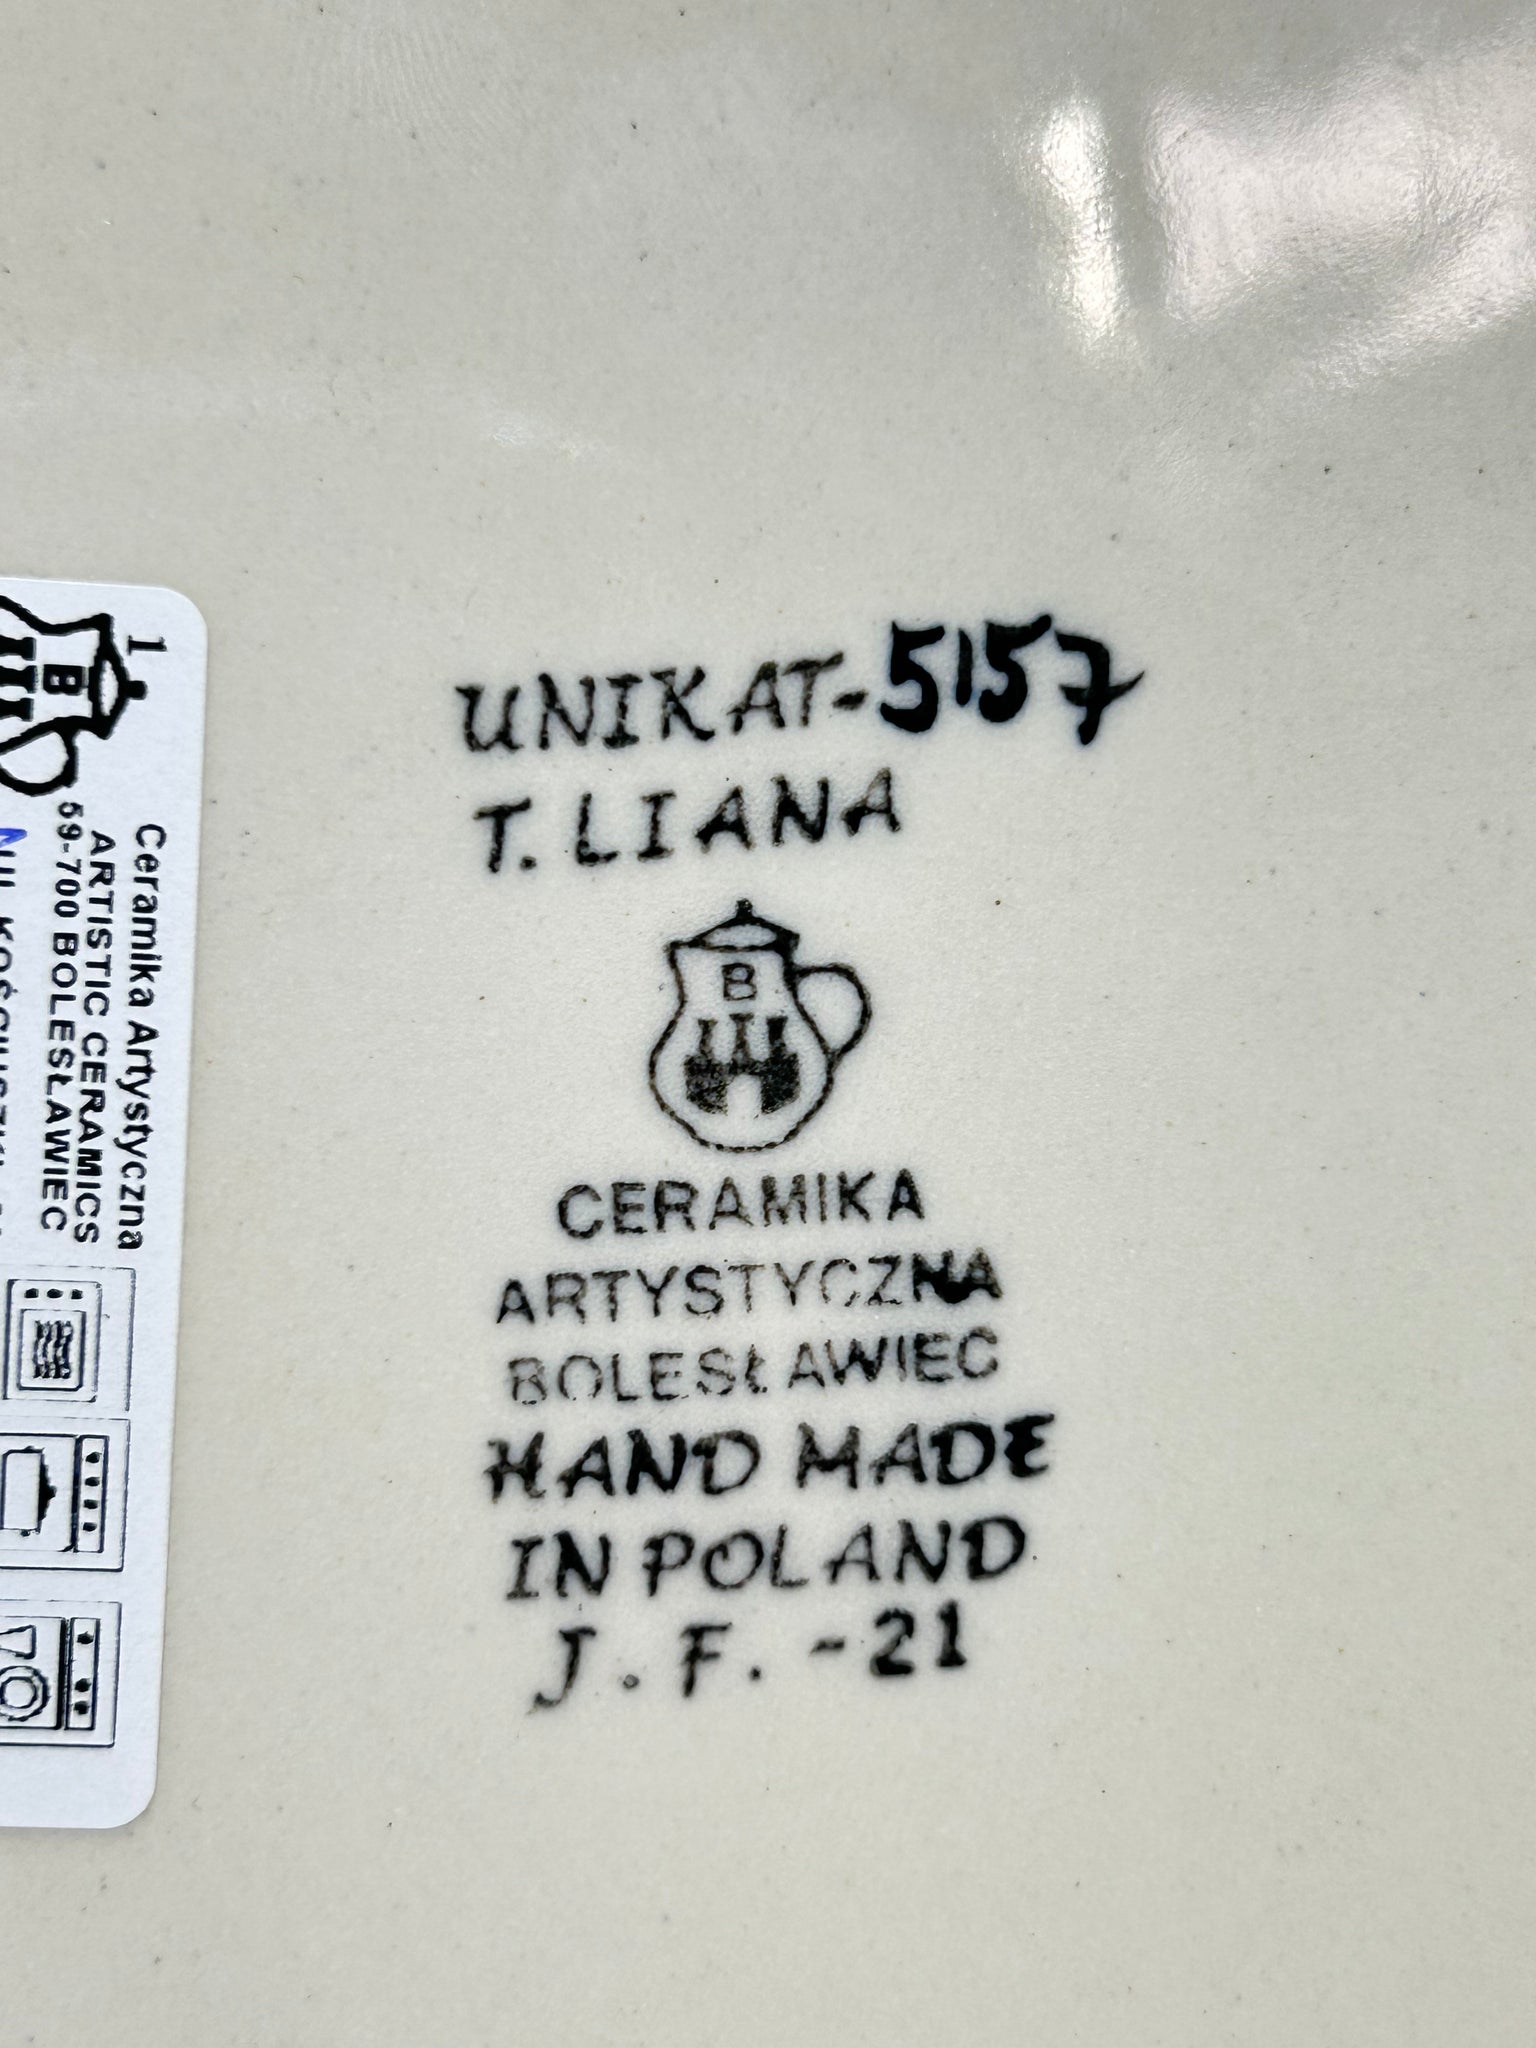 UNIKAT-5157
T. LIANA
B
CERAMIKA
ARTYSTYCZNA
BOLESŁAWIEC
HAND MADE
IN POLAND
J. F. -21
1
B
Ceramika Artystyczna
ARTISTIC CERAMICS
59-700 BOLESŁAWIEC